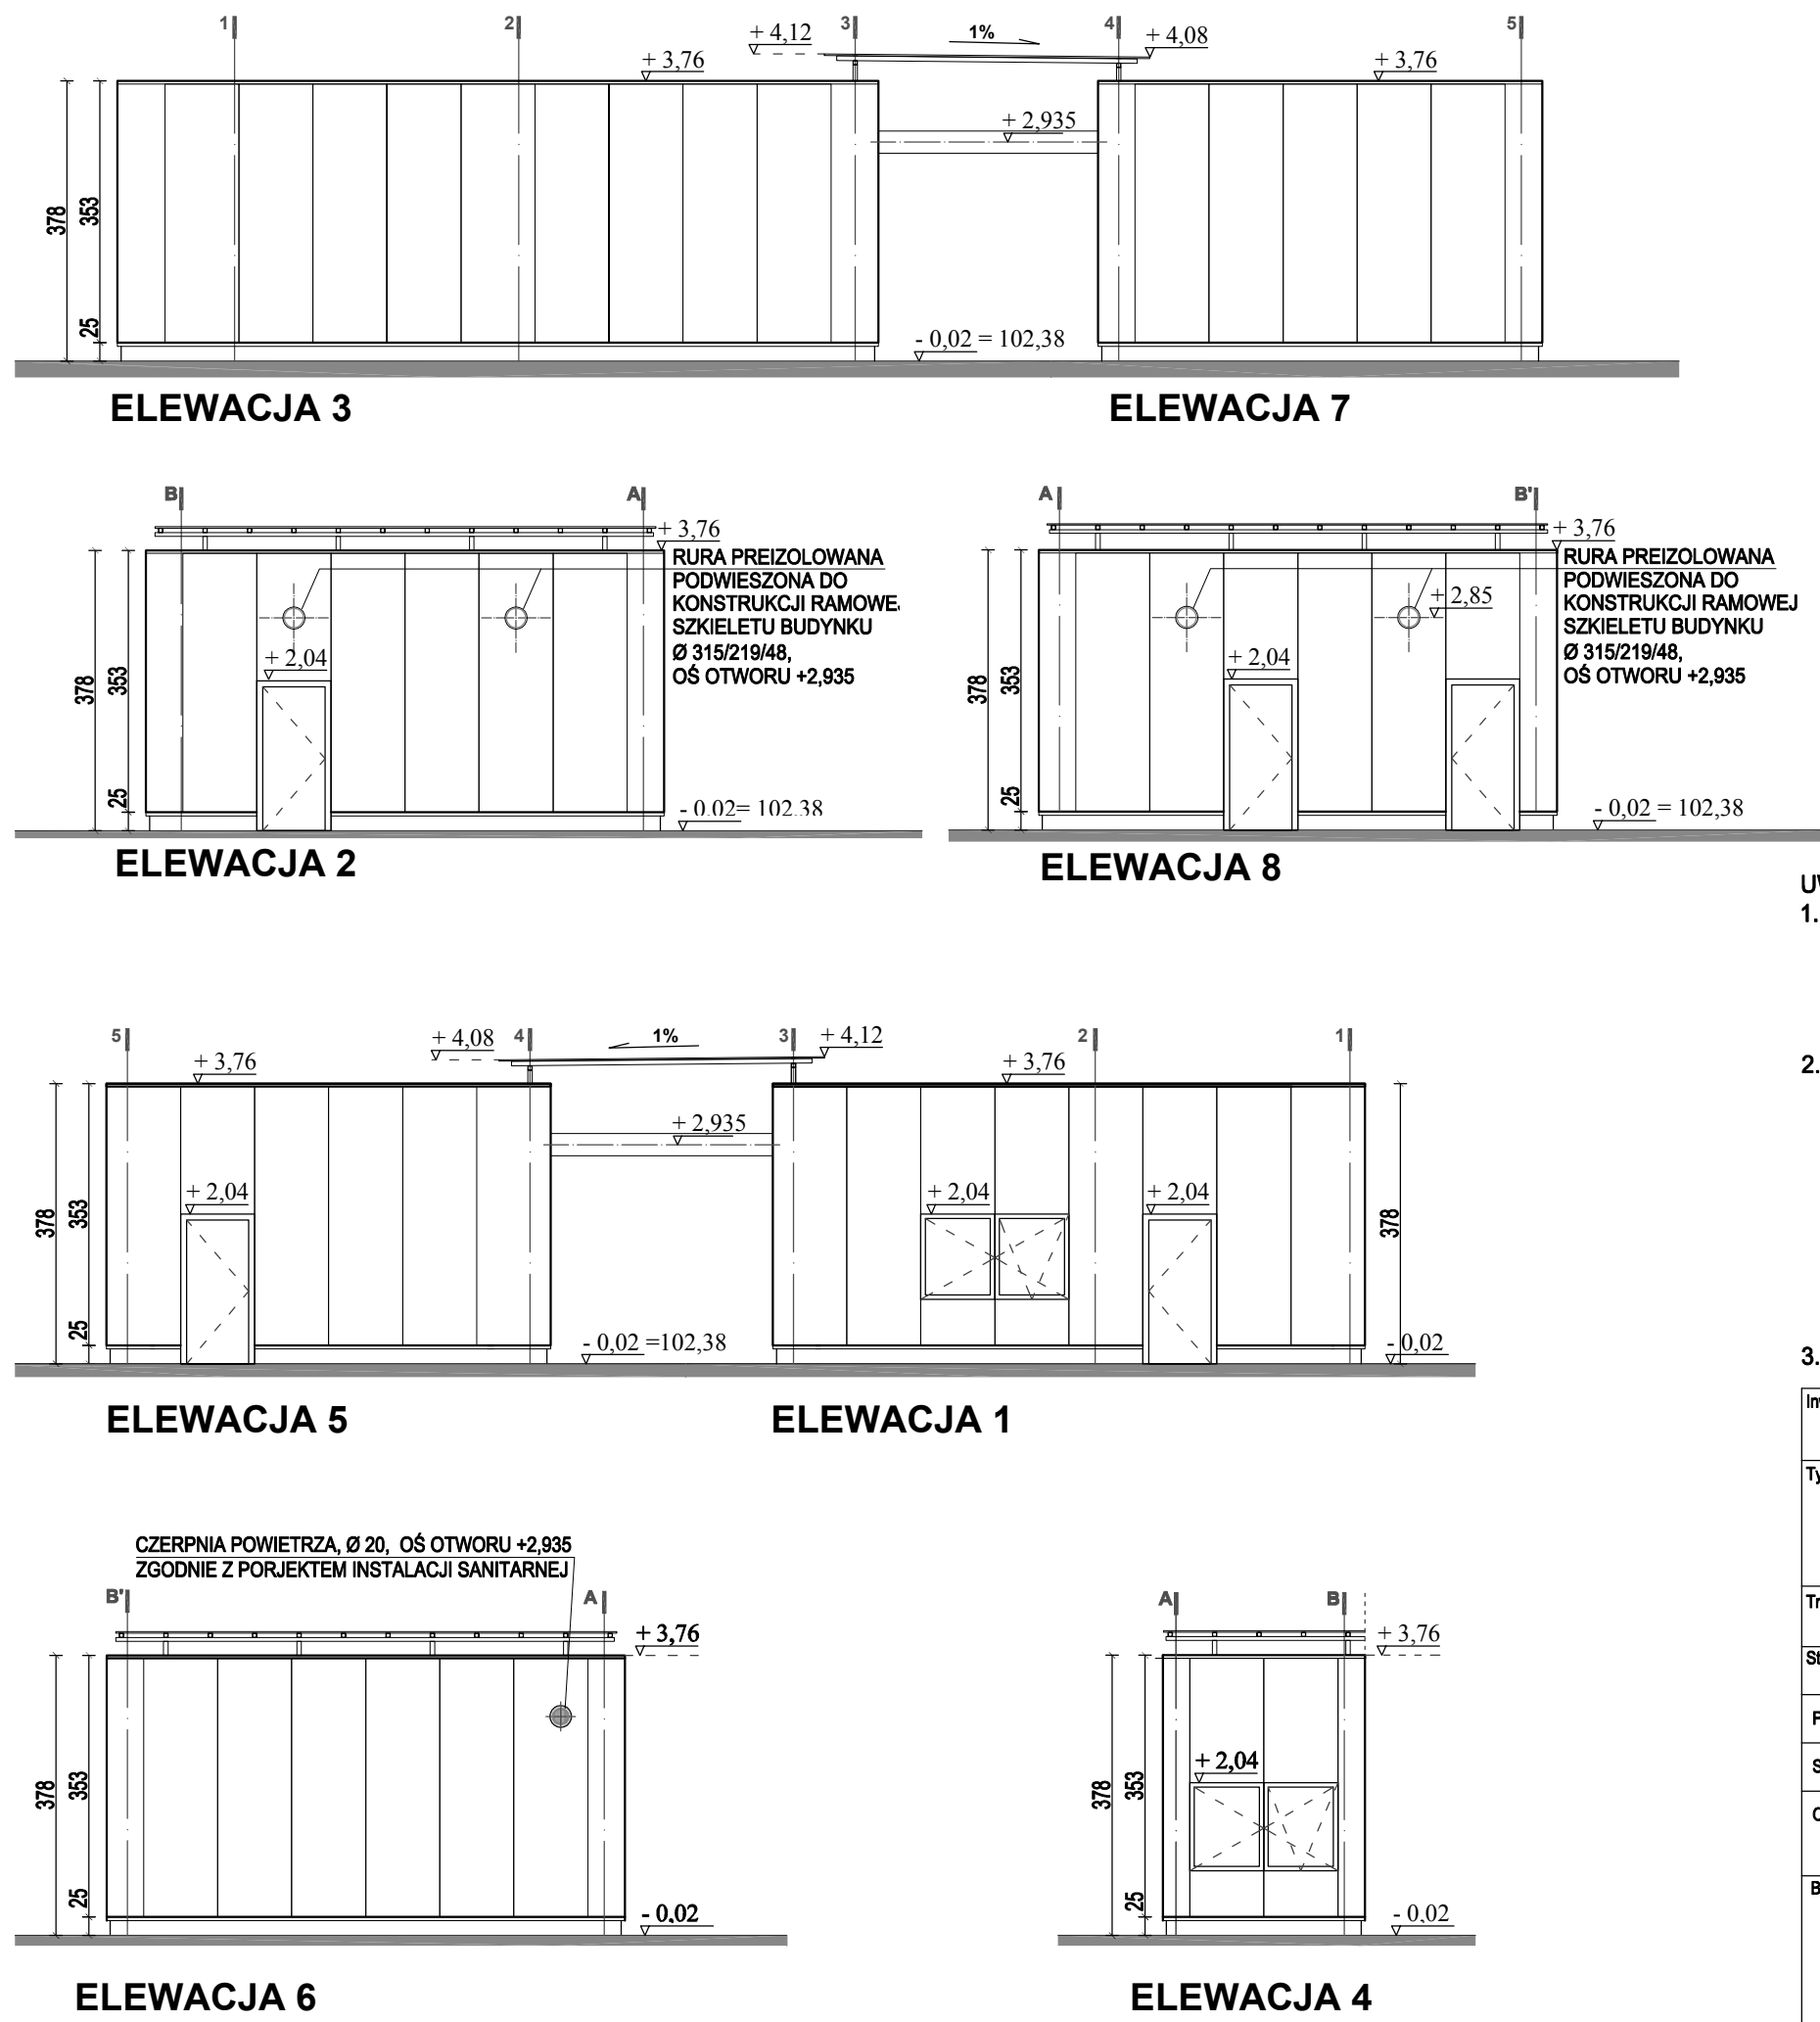 1
2
3
4
5
+ 4,12
1%
+ 4,08
+ 3,76
+ 3,76
+ 2,935
378
353
25
- 0,02 = 102,38
ELEWACJA 3
ELEWACJA 7
B
A
+ 3,76
RURA PREIZOLOWANA
PODWIESZONA DO
KONSTRUKCJI RAMOWEJ
SZKIELETU BUDYNKU
Ø 315/219/48,
OŚ OTWORU +2,935
+ 2,04
378
353
25
- 0,02= 102,38
ELEWACJA 2
A
B'
+ 3,76
RURA PREIZOLOWANA
PODWIESZONA DO
KONSTRUKCJI RAMOWEJ
SZKIELETU BUDYNKU
Ø 315/219/48,
OŚ OTWORU +2,935
+ 2,85
+ 2,04
378
353
25
- 0,02 = 102,38
ELEWACJA 8
1.
2.
3.
5
4
3
2
1
+ 4,08
1%
+ 4,12
+ 3,76
+ 3,76
+ 2,935
+ 2,04
+ 2,04
+ 2,04
378
353
25
378
- 0,02 =102,38
- 0,02
ELEWACJA 5
ELEWACJA 1
CZERPNIA POWIETRZA, Ø 20, OŚ OTWORU +2,935
ZGODNIE Z PORJEKTEM INSTALACJI SANITARNEJ
B'
A
+ 3,76
378
353
25
- 0,02
ELEWACJA 6
A
B
+ 3,76
+ 2,04
378
353
25
- 0,02
ELEWACJA 4